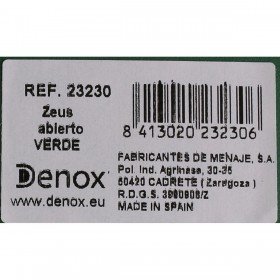 REF. 23230
Zeus
abierto
VERDE
Denox
www.denox.eu
8 413020 232306
FABRICANTES DE MENAJE, S.A.
Pol. Ind. Agrinasa, 30-35
50420 CADRETE ( Zaragoza )
R.D.G.S. 3900908/Z
MADE IN SPAIN